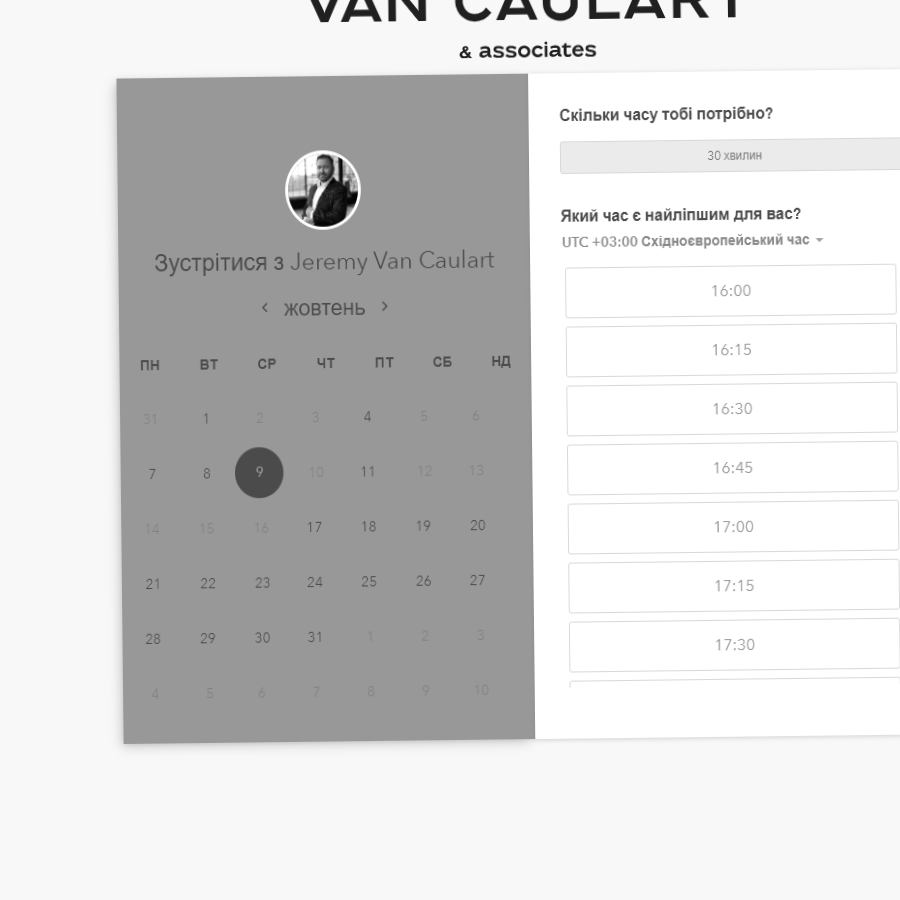 VAN CAULART
& associates
Зустрітися з Jeremy Van Caulart
жовтень
ПН ВТ СР ЧТ ПТ СБ НД
31 1 2 3 4 5 6
7 8 9 10 11 12 13
14 15 16 17 18 19 20
21 22 23 24 25 26 27
28 29 30 31 1 2 3
4 5 6 7 8 9 10
Скільки часу тобі потрібно?
30 хвилин
Який час є найліпшим для вас?
UTC +03:00 Східноєвропейський час
16:00
16:15
16:30
16:45
17:00
17:15
17:30